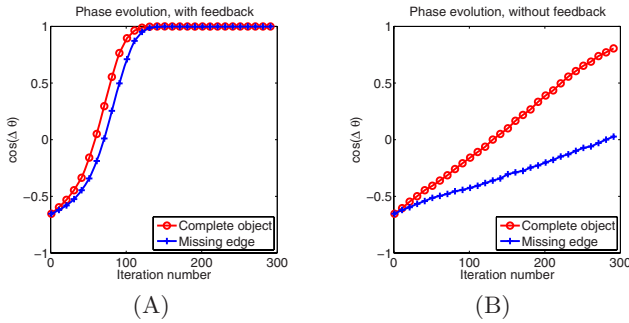 Phase evolution, with feedback
1
0.5
0
−0.5
−1
cos(Δ θ)
Complete object
Missing edge
0 100 200 300
Iteration number
(A)
Phase evolution, without feedback
1
0.5
0
−0.5
−1
cos(Δ θ)
Complete object
Missing edge
0 100 200 300
Iteration number
(B)